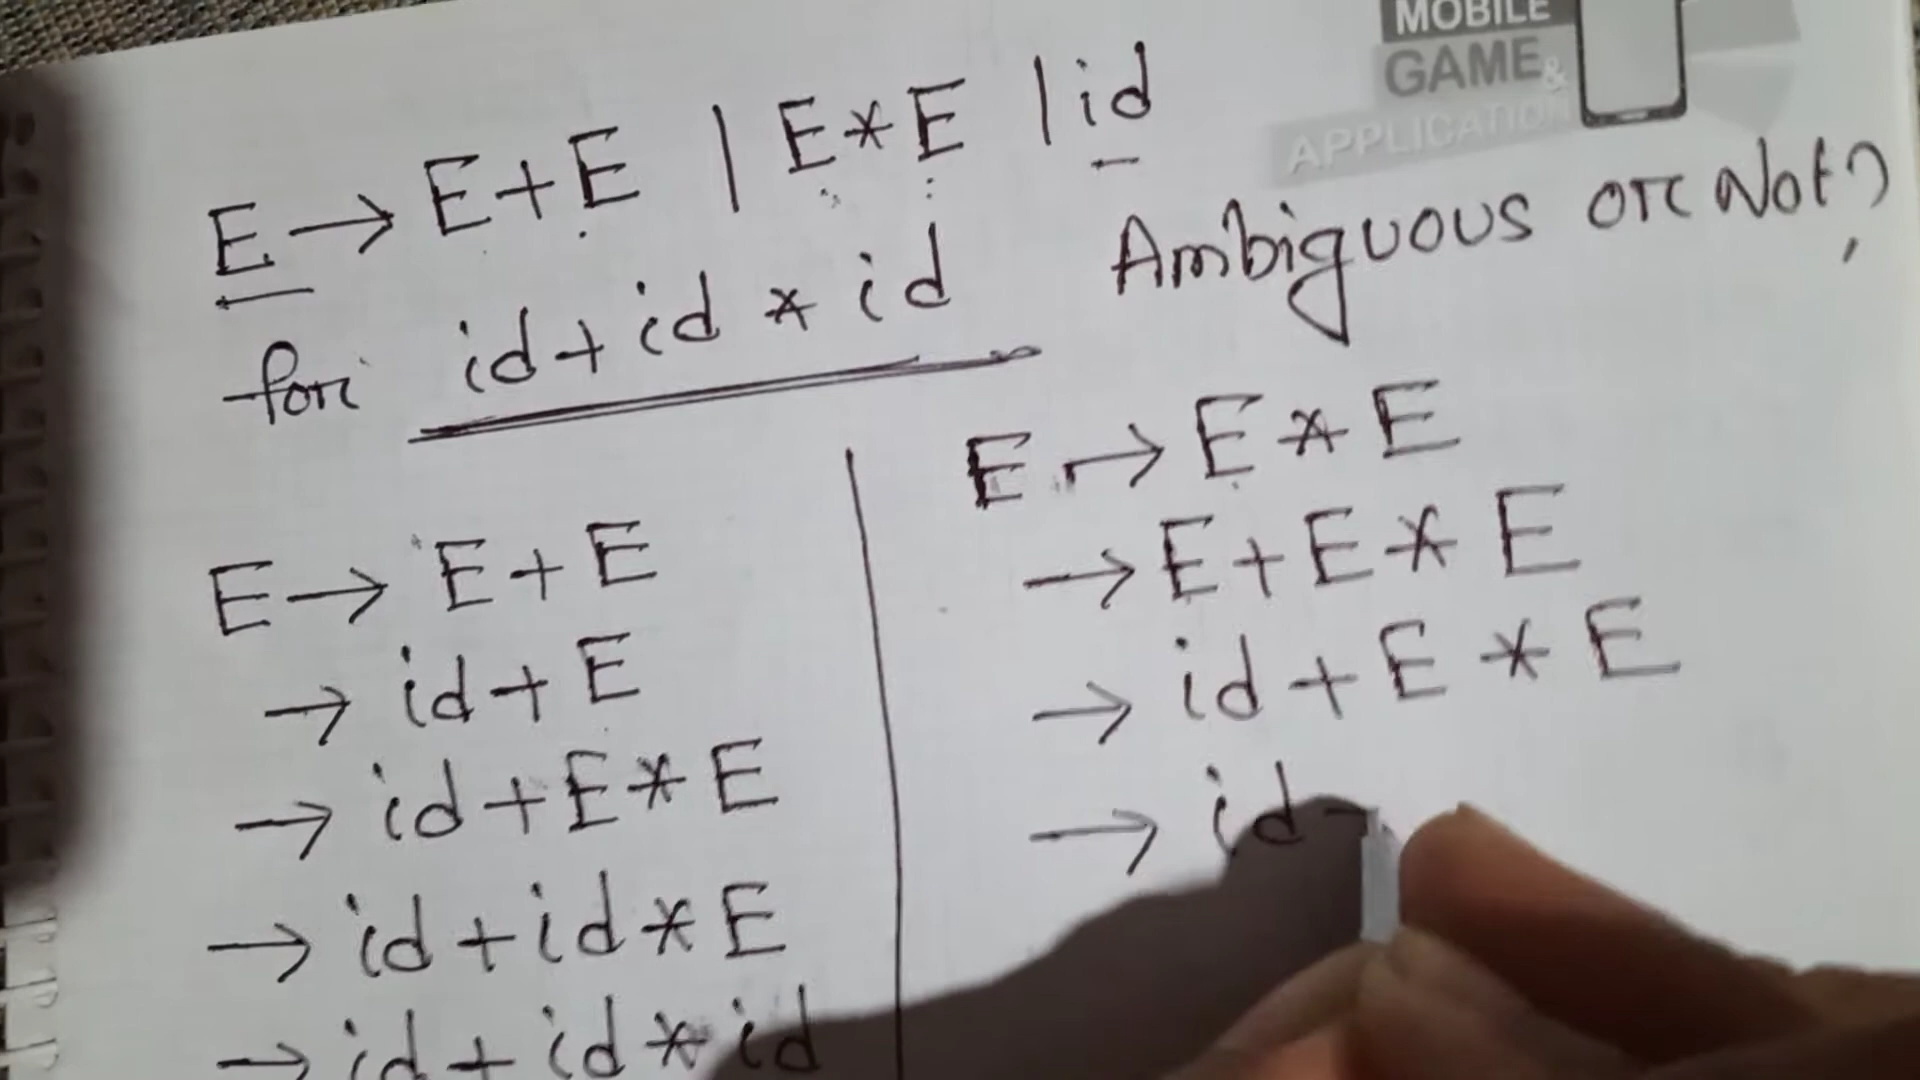 MOBILE
GAME &
APPLICATION
E → E+E | E*E | id
for id+id*id Ambiguous or Not?
E → E+E
→ id+E
→ id+E*E
→ id+id*E
→ id+id*id
E → E*E
→ E+E*E
→ id+E*E
→ id